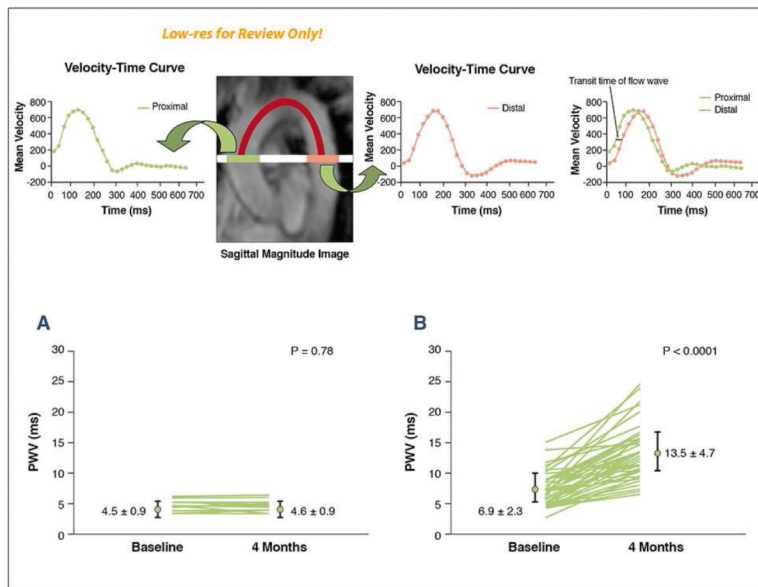 Low-res for Review Only!
Velocity-Time Curve
Mean Velocity
800
600
400
200
0
-200
Proximal
0 100 200 300 400 500 600 700
Time (ms)
Sagittal Magnitude Image
Velocity-Time Curve
Mean Velocity
800
600
400
200
0
-200
Distal
0 100 200 300 400 500 600 700
Time (ms)
Transit time of flow wave
Mean Velocity
800
600
400
200
0
-200
Proximal
Distal
0 100 200 300 400 500 600 700
Time (ms)
A
PWV (ms)
30
25
20
15
10
5
0
P = 0.78
4.5 ± 0.9
4.6 ± 0.9
Baseline
4 Months
B
PWV (ms)
30
25
20
15
10
5
0
P < 0.0001
6.9 ± 2.3
13.5 ± 4.7
Baseline
4 Months